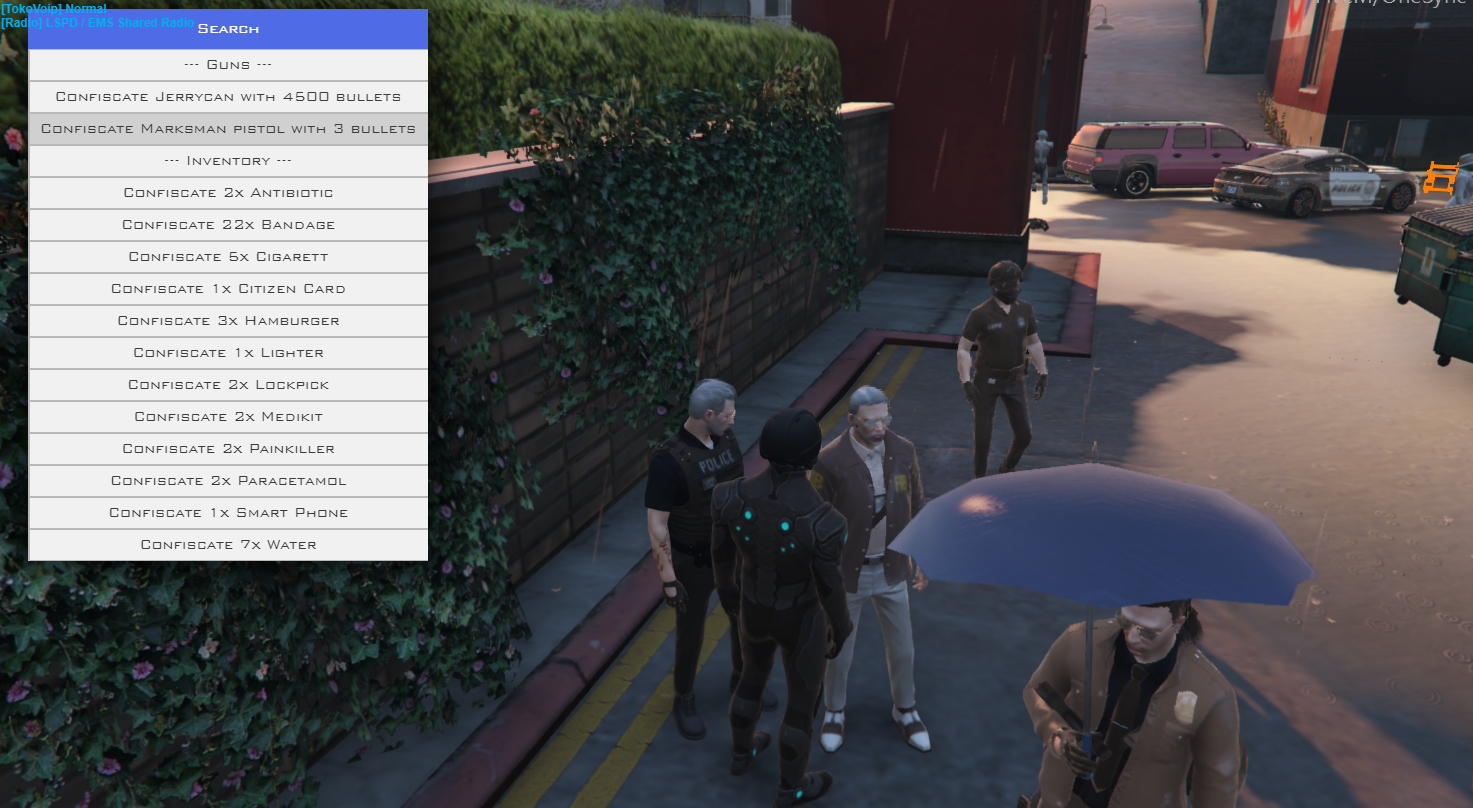 [TokoVoip] Normal
[Radio] LSPD / EMS Shared Radio
Search
--- Guns ---
Confiscate Jerrycan with 4500 bullets
Confiscate Marksman pistol with 3 bullets
--- Inventory ---
Confiscate 2x Antibiotic
Confiscate 22x Bandage
Confiscate 5x Cigarett
Confiscate 1x Citizen Card
Confiscate 3x Hamburger
Confiscate 1x Lighter
Confiscate 2x Lockpick
Confiscate 2x Medikit
Confiscate 2x Painkiller
Confiscate 2x Paracetamol
Confiscate 1x Smart Phone
Confiscate 7x Water
POLICE
POLICE